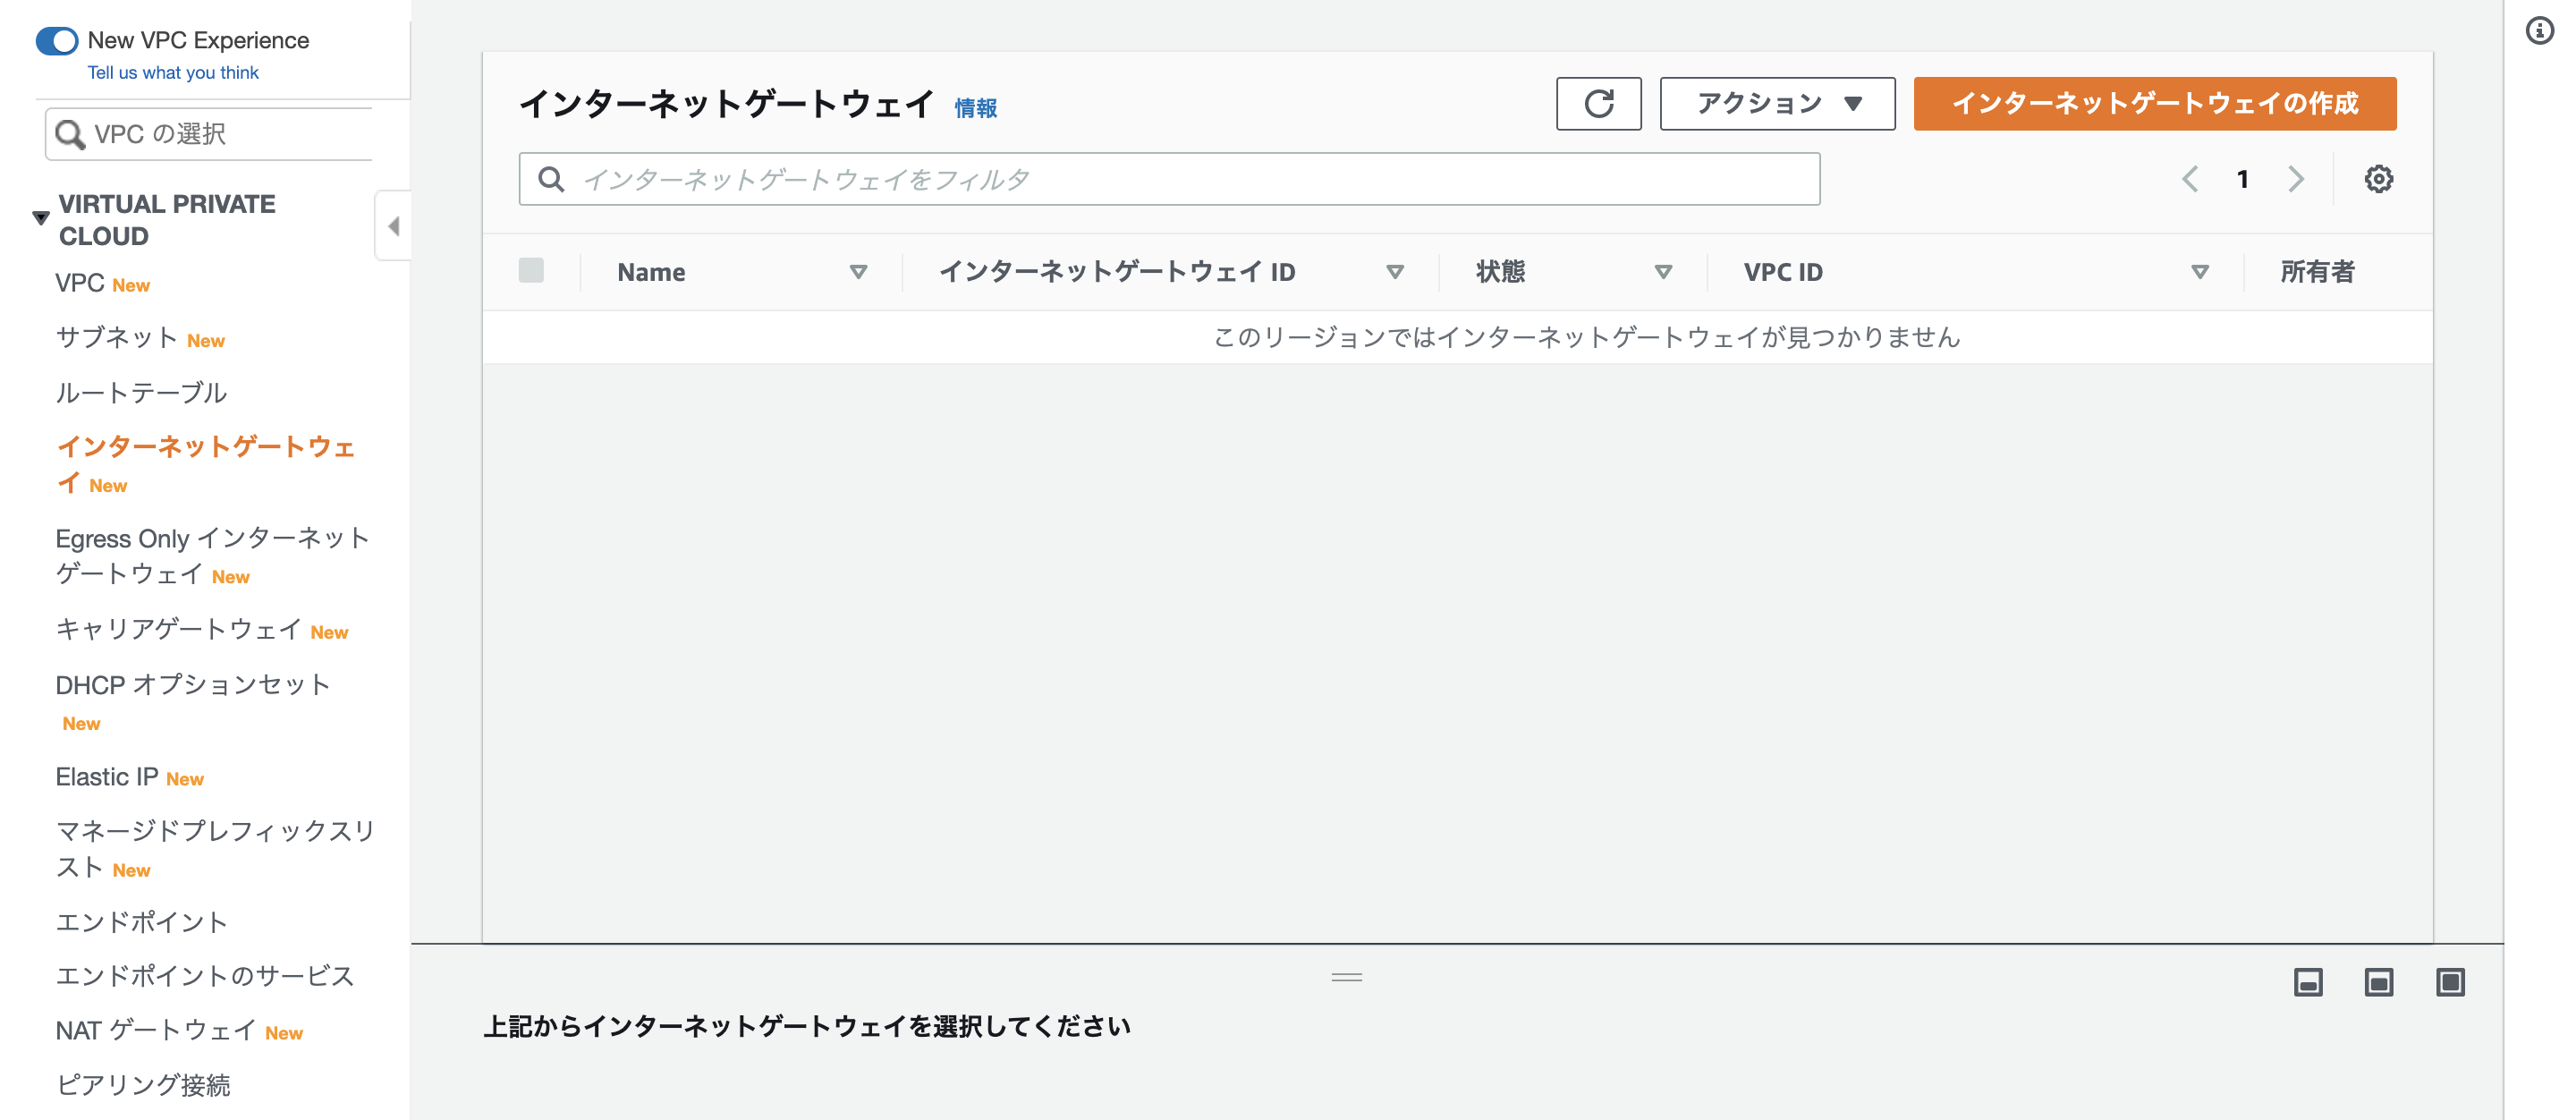 New VPC Experience
Tell us what you think
VPC の選択
VIRTUAL PRIVATE
CLOUD
VPC New
サブネット New
ルートテーブル
インターネットゲートウェ
イ New
Egress Only インターネット
ゲートウェイ New
キャリアゲートウェイ New
DHCP オプションセット
New
Elastic IP New
マネージドプレフィックスリ
スト New
エンドポイント
エンドポイントのサービス
NAT ゲートウェイ New
ピアリング接続
インターネットゲートウェイ 情報
アクション
インターネットゲートウェイの作成
インターネットゲートウェイをフィルタ
1
Name インターネットゲートウェイ ID 状態 VPC ID 所有者
このリージョンではインターネットゲートウェイが見つかりません
上記からインターネットゲートウェイを選択してください